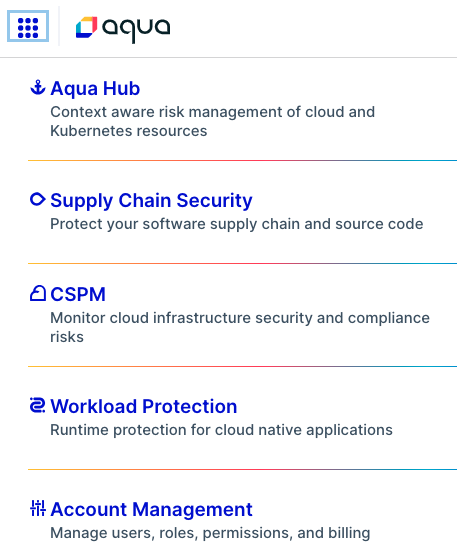 aqua
Aqua Hub
Context aware risk management of cloud and
Kubernetes resources
Supply Chain Security
Protect your software supply chain and source code
CSPM
Monitor cloud infrastructure security and compliance
risks
Workload Protection
Runtime protection for cloud native applications
Account Management
Manage users, roles, permissions, and billing